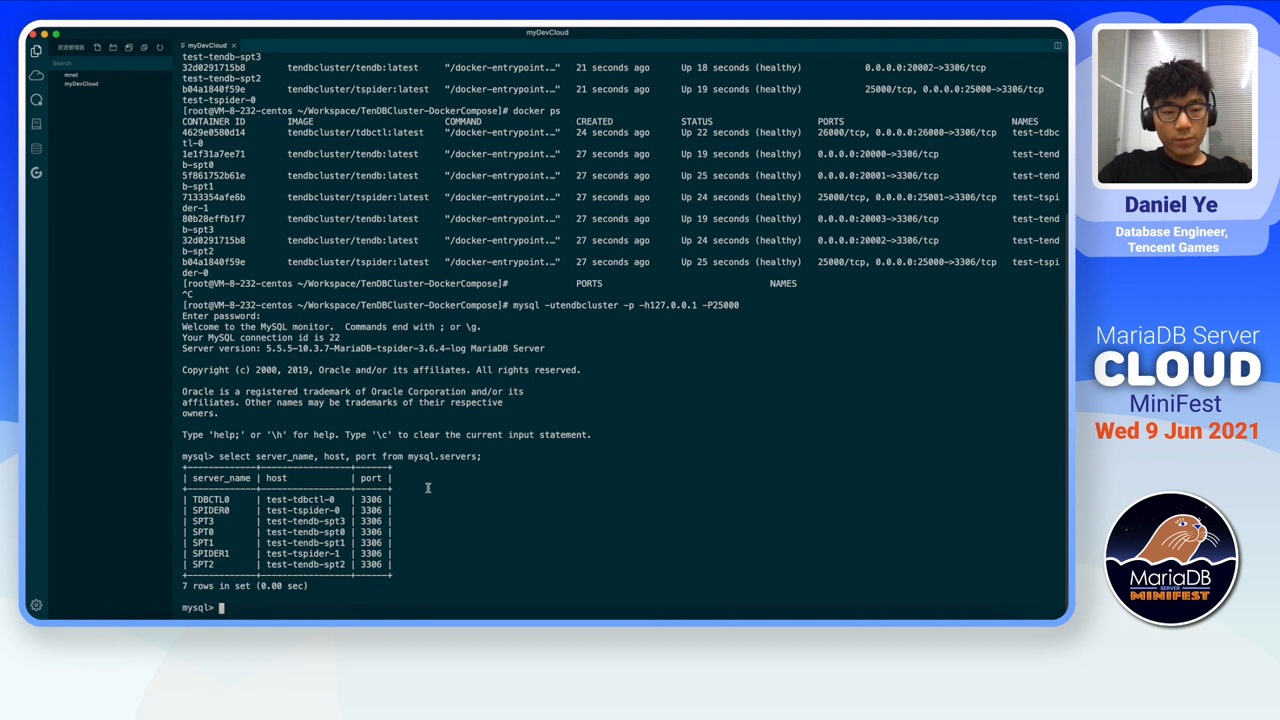 myDevCloud
资源管理器
myDevCloud
Search
mnet
myDevCloud
test-tendb-spt3
32d0291715b8 tendbcluster/tendb:latest "/docker-entrypoint.…" 21 seconds ago Up 18 seconds (healthy) 0.0.0.0:20002->3306/tcp
test-tendb-spt2
b04a1840f59e tendbcluster/tspider:latest "/docker-entrypoint.…" 21 seconds ago Up 19 seconds (healthy) 25000/tcp, 0.0.0.0:25000->3306/tcp
test-tspider-0
[root@VM-8-232-centos ~/Workspace/TenDBCluster-DockerCompose]# docker ps
CONTAINER ID IMAGE COMMAND CREATED STATUS PORTS NAMES
4629e0580d14 tendbcluster/tdbctl:latest "/docker-entrypoint.…" 24 seconds ago Up 22 seconds (healthy) 26000/tcp, 0.0.0.0:26000->3306/tcp test-tdbc
tl-0
1e1f31a7ee71 tendbcluster/tendb:latest "/docker-entrypoint.…" 27 seconds ago Up 19 seconds (healthy) 0.0.0.0:20000->3306/tcp test-tend
b-spt0
5f861752b61e tendbcluster/tendb:latest "/docker-entrypoint.…" 27 seconds ago Up 25 seconds (healthy) 0.0.0.0:20001->3306/tcp test-tend
b-spt1
7133354afe6b tendbcluster/tspider:latest "/docker-entrypoint.…" 27 seconds ago Up 24 seconds (healthy) 25000/tcp, 0.0.0.0:25001->3306/tcp test-tspi
der-1
80b28effb1f7 tendbcluster/tendb:latest "/docker-entrypoint.…" 27 seconds ago Up 19 seconds (healthy) 0.0.0.0:20003->3306/tcp test-tend
b-spt3
32d0291715b8 tendbcluster/tendb:latest "/docker-entrypoint.…" 27 seconds ago Up 24 seconds (healthy) 0.0.0.0:20002->3306/tcp test-tend
b-spt2
b04a1840f59e tendbcluster/tspider:latest "/docker-entrypoint.…" 27 seconds ago Up 25 seconds (healthy) 25000/tcp, 0.0.0.0:25000->3306/tcp test-tspi
der-0
[root@VM-8-232-centos ~/Workspace/TenDBCluster-DockerCompose]# PORTS NAMES
^C
[root@VM-8-232-centos ~/Workspace/TenDBCluster-DockerCompose]# mysql -utendbcluster -p -h127.0.0.1 -P25000
Enter password:
Welcome to the MySQL monitor. Commands end with ; or \g.
Your MySQL connection id is 22
Server version: 5.5.5-10.3.7-MariaDB-tspider-3.6.4-log MariaDB Server
Copyright (c) 2000, 2019, Oracle and/or its affiliates. All rights reserved.
Oracle is a registered trademark of Oracle Corporation and/or its
affiliates. Other names may be trademarks of their respective
owners.
Type 'help;' or '\h' for help. Type '\c' to clear the current input statement.
mysql> select server_name, host, port from mysql.servers;
+-------------+-----------------+------+
| server_name | host | port |
+-------------+-----------------+------+
| TDBCTL0 | test-tdbctl-0 | 3306 |
| SPIDER0 | test-tspider-0 | 3306 |
| SPT3 | test-tendb-spt3 | 3306 |
| SPT0 | test-tendb-spt0 | 3306 |
| SPT1 | test-tendb-spt1 | 3306 |
| SPIDER1 | test-tspider-1 | 3306 |
| SPT2 | test-tendb-spt2 | 3306 |
+-------------+-----------------+------+
7 rows in set (0.00 sec)
mysql>
Daniel Ye
Database Engineer,
Tencent Games
MariaDB Server
CLOUD
MiniFest
Wed 9 Jun 2021
MariaDB
SERVER
MINIFEST